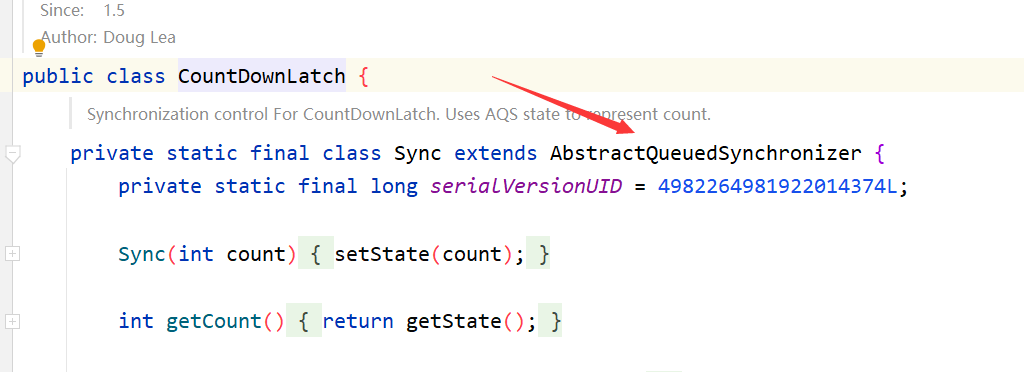 Since: 1.5
Author: Doug Lea
public class CountDownLatch {
Synchronization control For CountDownLatch. Uses AQS state to represent count.
private static final class Sync extends AbstractQueuedSynchronizer {
private static final long serialVersionUID = 4982264981922014374L;
Sync(int count) { setState(count); }
int getCount() { return getState(); }